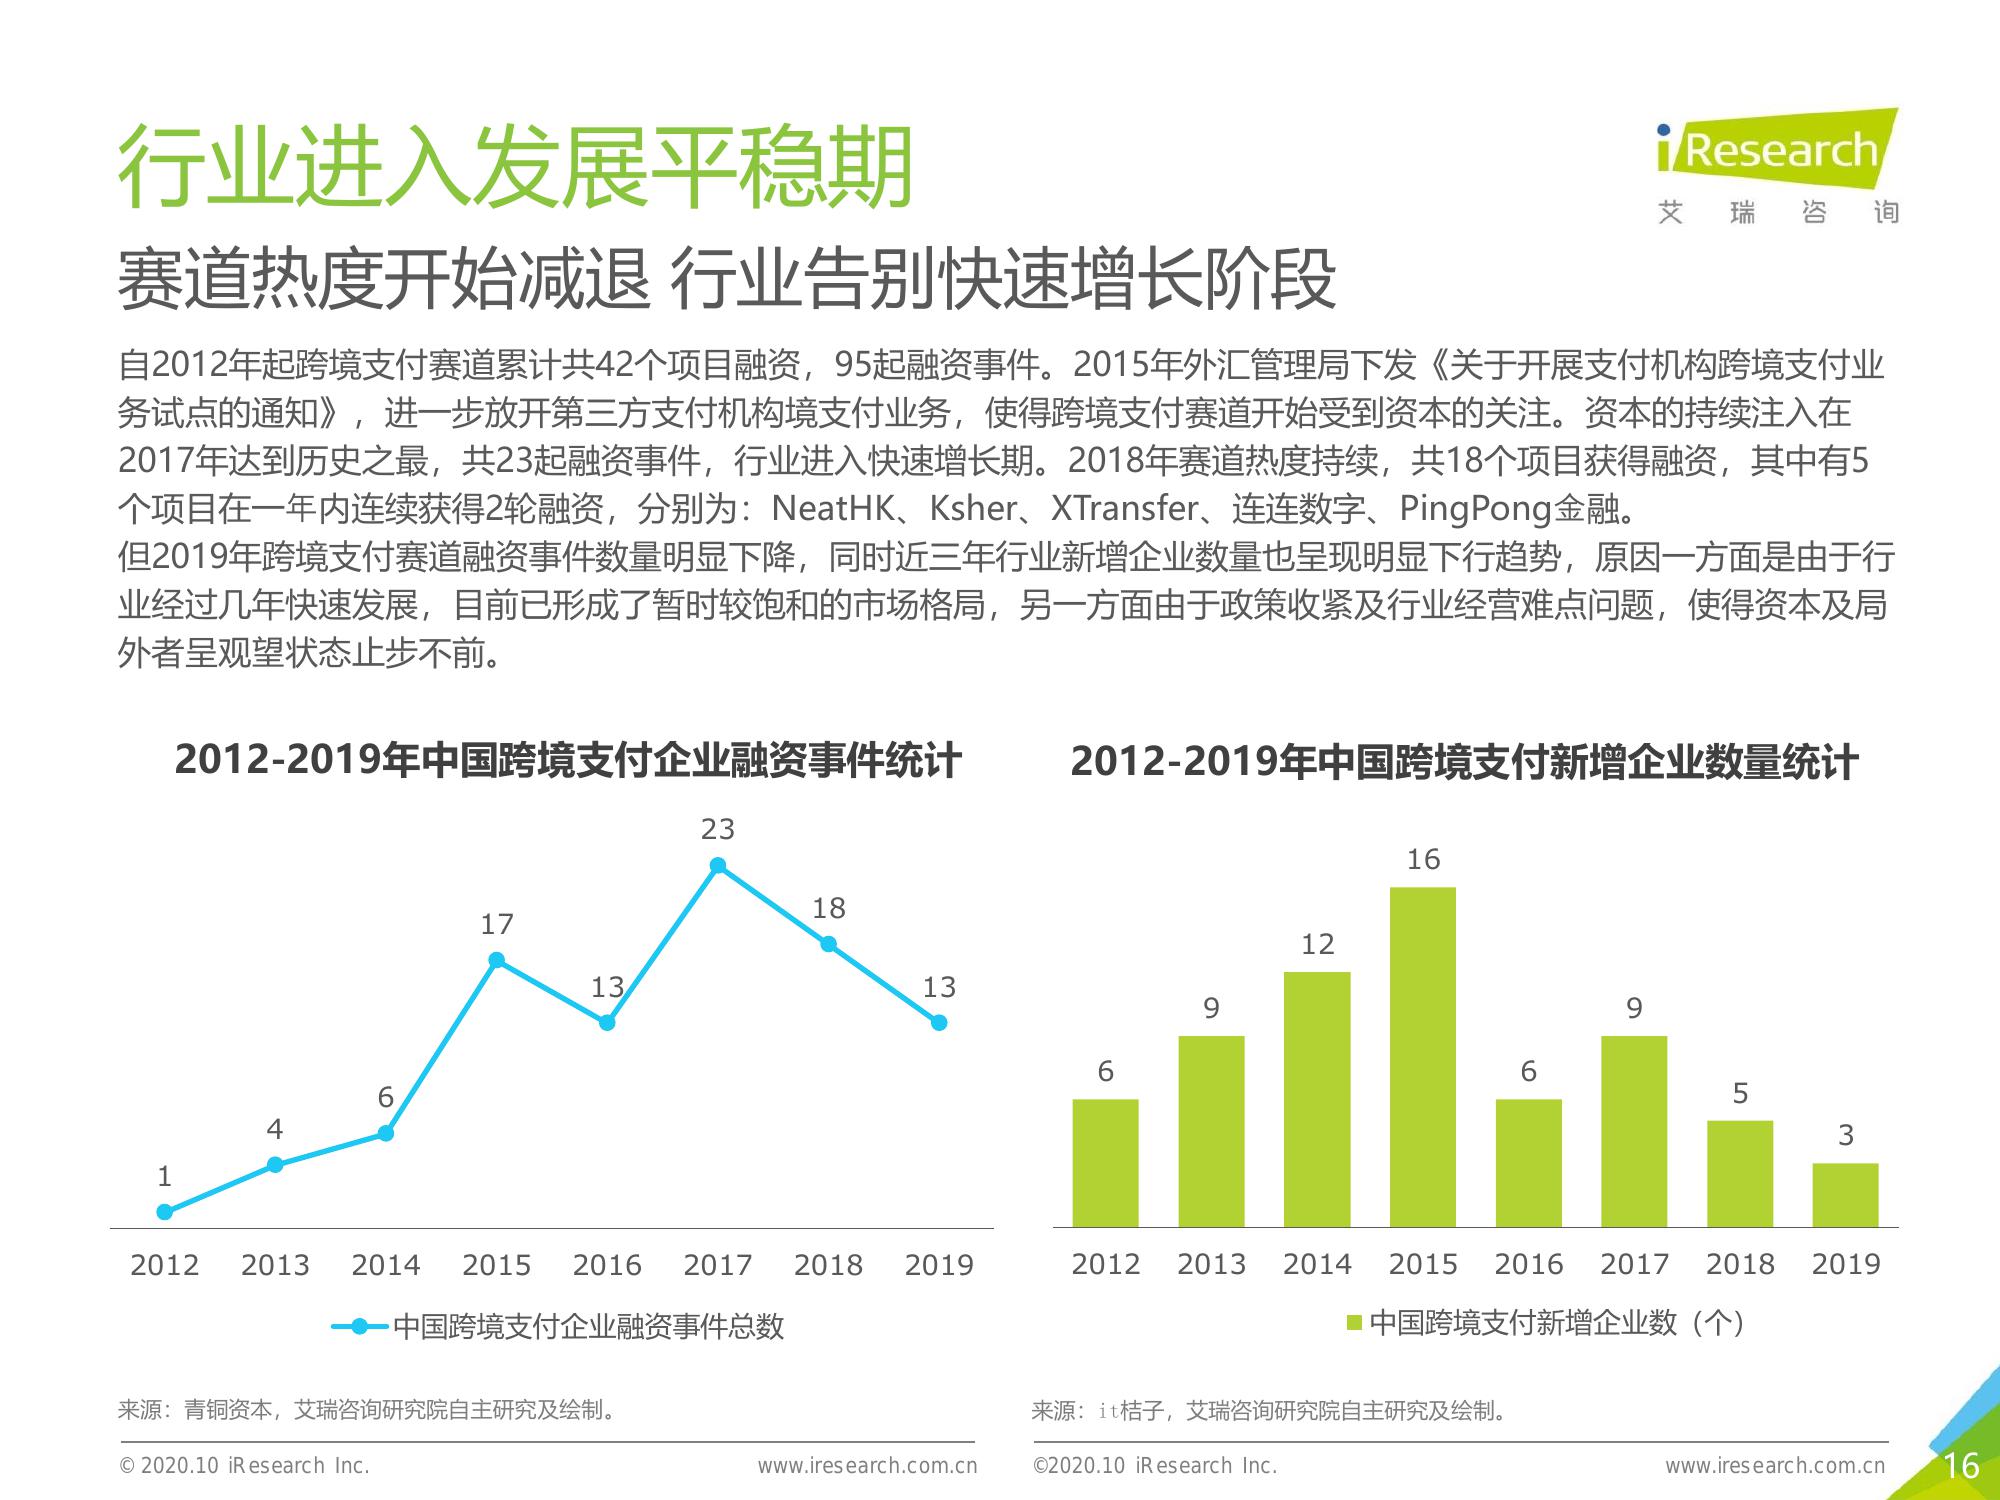 行业进入发展平稳期
iResearch
艾瑞咨询
赛道热度开始减退 行业告别快速增长阶段
自2012年起跨境支付赛道累计共42个项目融资，95起融资事件。2015年外汇管理局下发《关于开展支付机构跨境支付业
务试点的通知》，进一步放开第三方支付机构境支付业务，使得跨境支付赛道开始受到资本的关注。资本的持续注入在
2017年达到历史之最，共23起融资事件，行业进入快速增长期。2018年赛道热度持续，共18个项目获得融资，其中有5
个项目在一年内连续获得2轮融资，分别为：NeatHK、Ksher、XTransfer、连连数字、PingPong金融。
但2019年跨境支付赛道融资事件数量明显下降，同时近三年行业新增企业数量也呈现明显下行趋势，原因一方面是由于行
业经过几年快速发展，目前已形成了暂时较饱和的市场格局，另一方面由于政策收紧及行业经营难点问题，使得资本及局
外者呈观望状态止步不前。
2012-2019年中国跨境支付企业融资事件统计
1
4
6
17
13
23
18
13
2012 2013 2014 2015 2016 2017 2018 2019
中国跨境支付企业融资事件总数
来源：青铜资本，艾瑞咨询研究院自主研究及绘制。
© 2020.10 iResearch Inc. www.iresearch.com.cn
2012-2019年中国跨境支付新增企业数量统计
6
9
12
16
6
9
5
3
2012 2013 2014 2015 2016 2017 2018 2019
中国跨境支付新增企业数（个）
来源：it桔子，艾瑞咨询研究院自主研究及绘制。
©2020.10 iResearch Inc. www.iresearch.com.cn
16